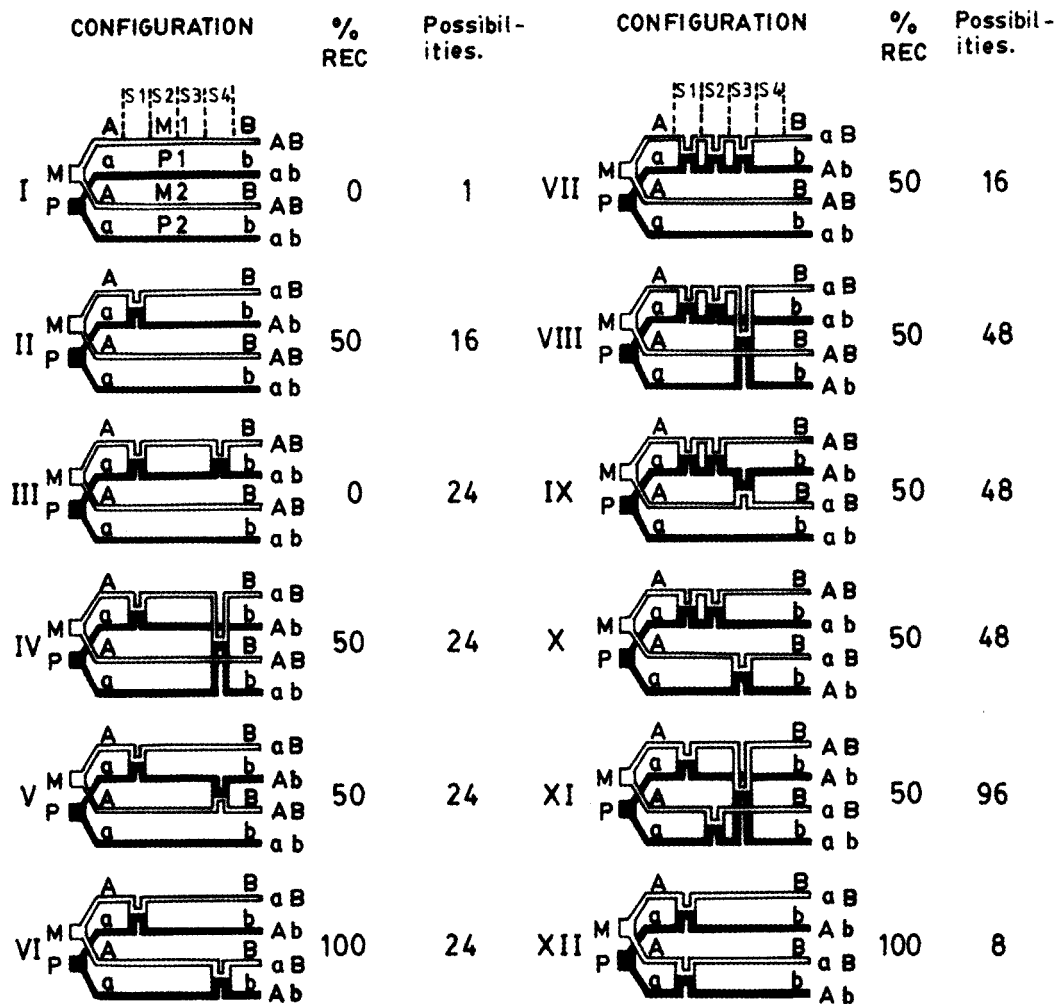 CONFIGURATION % REC Possibil-ities.
S1 S2 S3 S4
A M1 B AB
M a P1 b ab
I 0 1
P A M2 B AB
a P2 b ab
A B aB
M a b Ab
II 50 16
P A B AB
a b ab
A B AB
M a b ab
III 0 24
P A B AB
a b ab
A B aB
M a b Ab
IV 50 24
P A B AB
a b ab
A B aB
M a b Ab
V 50 24
P A B AB
a b ab
A B aB
M a b Ab
VI 100 24
P A B aB
a b Ab
CONFIGURATION % REC Possibil-ities.
S1 S2 S3 S4
A B aB
M a b Ab
VII 50 16
P A B AB
a b ab
A B aB
M a b ab
VIII 50 48
P A B AB
a b Ab
A B AB
M a b Ab
IX 50 48
P A B aB
a b ab
A B aB
M a b Ab
X 50 48
P A B aB
a b Ab
A B AB
M a b Ab
XI 50 96
P A B aB
a b ab
A B aB
M a b Ab
XII 100 8
P A B aB
a b Ab